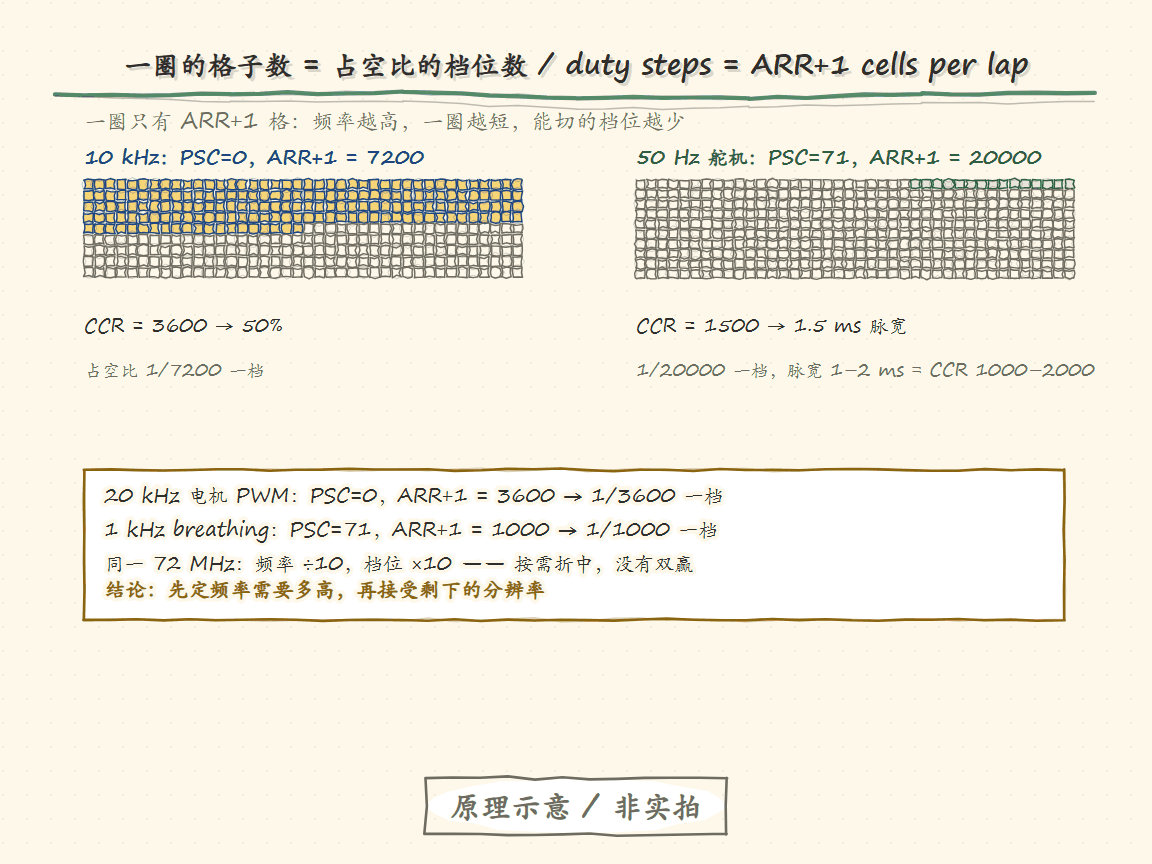 一圈的格子数 = 占空比的档位数 / duty steps = ARR+1 cells per lap
一圈只有 ARR+1 格：频率越高，一圈越短，能切的档位越少
10 kHz：PSC=0，ARR+1 = 7200
50 Hz 舵机：PSC=71，ARR+1 = 20000
CCR = 3600 → 50%
CCR = 1500 → 1.5 ms 脉宽
占空比 1/7200 一档
1/20000 一档，脉宽 1–2 ms = CCR 1000–2000
20 kHz 电机 PWM：PSC=0，ARR+1 = 3600 → 1/3600 一档
1 kHz breathing：PSC=71，ARR+1 = 1000 → 1/1000 一档
同一 72 MHz：频率 ÷10，档位 ×10 —— 按需折中，没有双赢
结论：先定频率需要多高，再接受剩下的分辨率
原理示意 / 非实拍